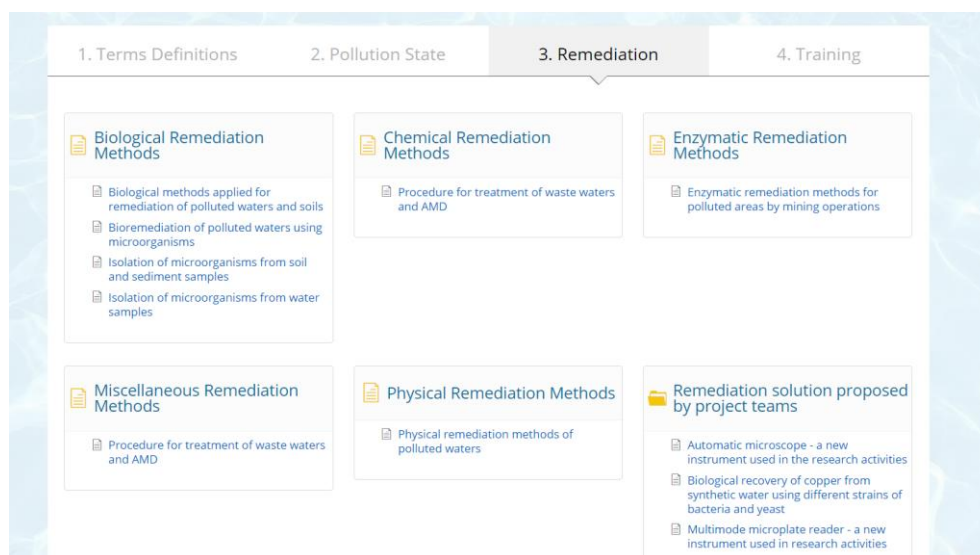 1. Terms Definitions
2. Pollution State
3. Remediation
4. Training
Biological Remediation
Methods
Biological methods applied for
remediation of polluted waters and soils
Bioremediation of polluted waters using
microorganisms
Isolation of microorganisms from soil
and sediment samples
Isolation of microorganisms from water
samples
Chemical Remediation
Methods
Procedure for treatment of waste waters
and AMD
Enzymatic Remediation
Methods
Enzymatic remediation methods for
polluted areas by mining operations
Miscellaneous Remediation
Methods
Procedure for treatment of waste waters
and AMD
Physical Remediation Methods
Physical remediation methods of
polluted waters
Remediation solution proposed
by project teams
Automatic microscope - a new
instrument used in the research activities
Biological recovery of copper from
synthetic water using different strains of
bacteria and yeast
Multimode microplate reader - a new
instrument used in research activities